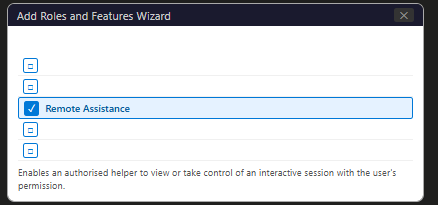 Add Roles and Features Wizard
Remote Assistance
Enables an authorised helper to view or take control of an interactive session with the user's
permission.